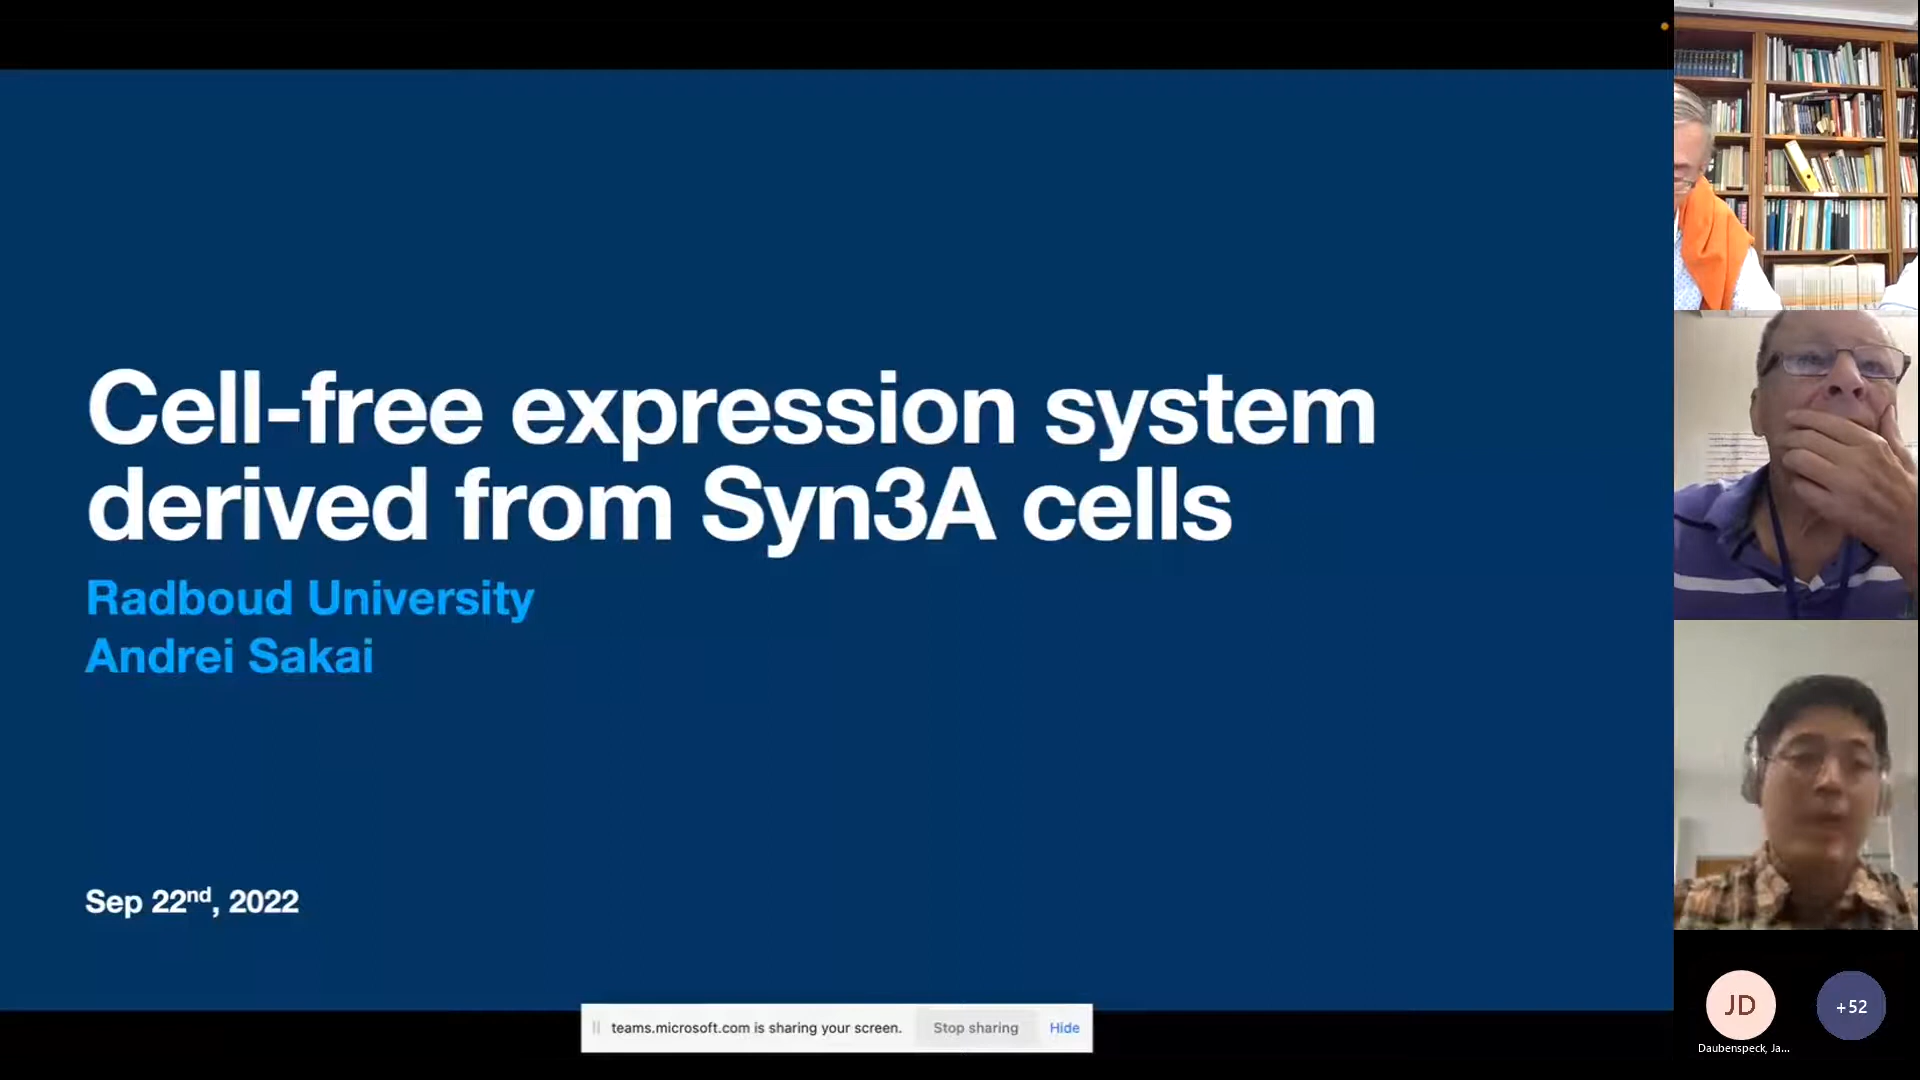 Cell-free expression system
derived from Syn3A cells
Radboud University
Andrei Sakai
Sep 22nd, 2022
teams.microsoft.com is sharing your screen.
Stop sharing
Hide
JD
+52
Daubenspeck, Ja...